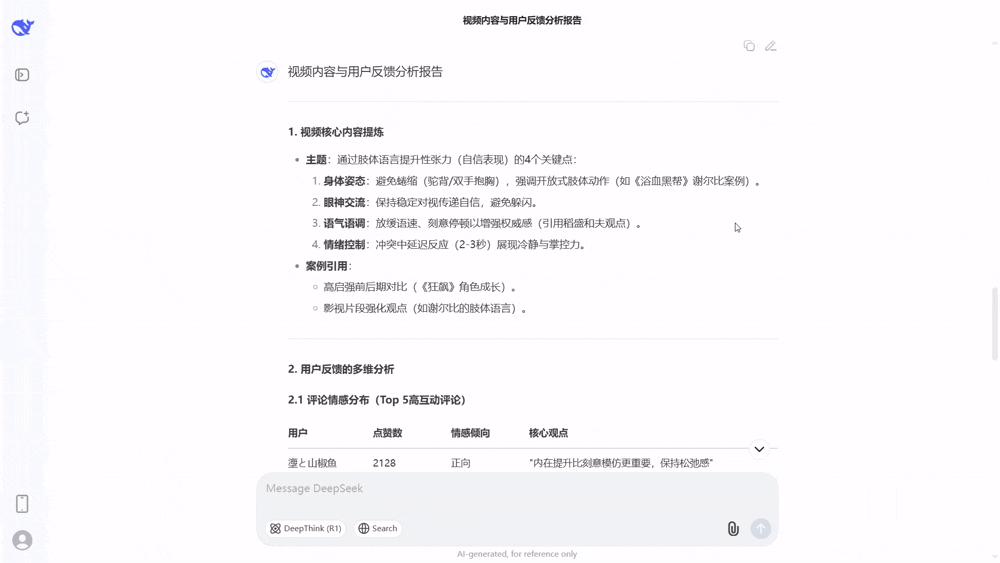 视频内容与用户反馈分析报告
视频内容与用户反馈分析报告
1. 视频核心内容提炼
• 主题：通过肢体语言提升性张力（自信表现）的4个关键点：
1. 身体姿态：避免蜷缩（驼背/双手抱胸），强调开放式肢体动作（如《浴血黑帮》谢尔比案例）。
2. 眼神交流：保持稳定对视传递自信，避免躲闪。
3. 语气语调：放缓语速、刻意停顿以增强权威感（引用稻盛和夫观点）。
4. 情绪控制：冲突中延迟反应（2-3秒）展现冷静与掌控力。
• 案例引用：
○ 高启强前后期对比（《狂飙》角色成长）。
○ 影视片段强化观点（如谢尔比的肢体语言）。
2. 用户反馈的多维分析
2.1 评论情感分布（Top 5高互动评论）
用户 点赞数 情感倾向 核心观点
壅と山椒鱼 2128 正向 "内在提升比刻意模仿更重要，保持松弛感"
Message DeepSeek
DeepThink (R1) Search
AI-generated, for reference only